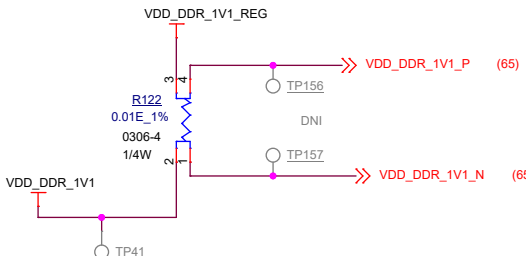 VDD_DDR_1V1_REG
VDD_DDR_1V1_P (65)
3
4
R122
0.01E_1%
0306-4
1/4W
TP156
DNI
TP157
2
1
VDD_DDR_1V1_N (65
VDD_DDR_1V1
TP41